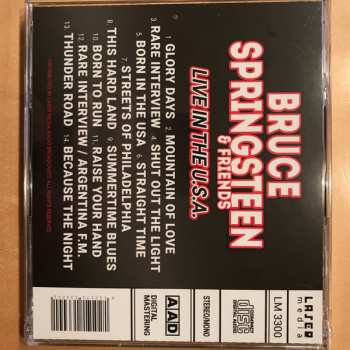 BRUCE
SPRINGSTEEN
& FRIENDS
LIVE IN THE U.S.A.
1. GLORY DAYS 2. MOUNTAIN OF LOVE
3. RARE INTERVIEW 4. SHUT OUT THE LIGHT
5. BORN IN THE USA 6. STRAIGHT TIME
7. STREETS OF PHILADELPHIA
8. THIS HARD LAND 9. SUMMERTIME BLUES
10. BORN TO RUN 11. RAISE YOUR HAND
12. RARE INTERVIEW / ARGENTINA F.M.
13. THUNDER ROAD 14. BECAUSE THE NIGHT
LASER
media
LM 3300
COMPACT
disc
DIGITAL AUDIO
STEREO/MONO
AAD
DIGITAL
MASTERING